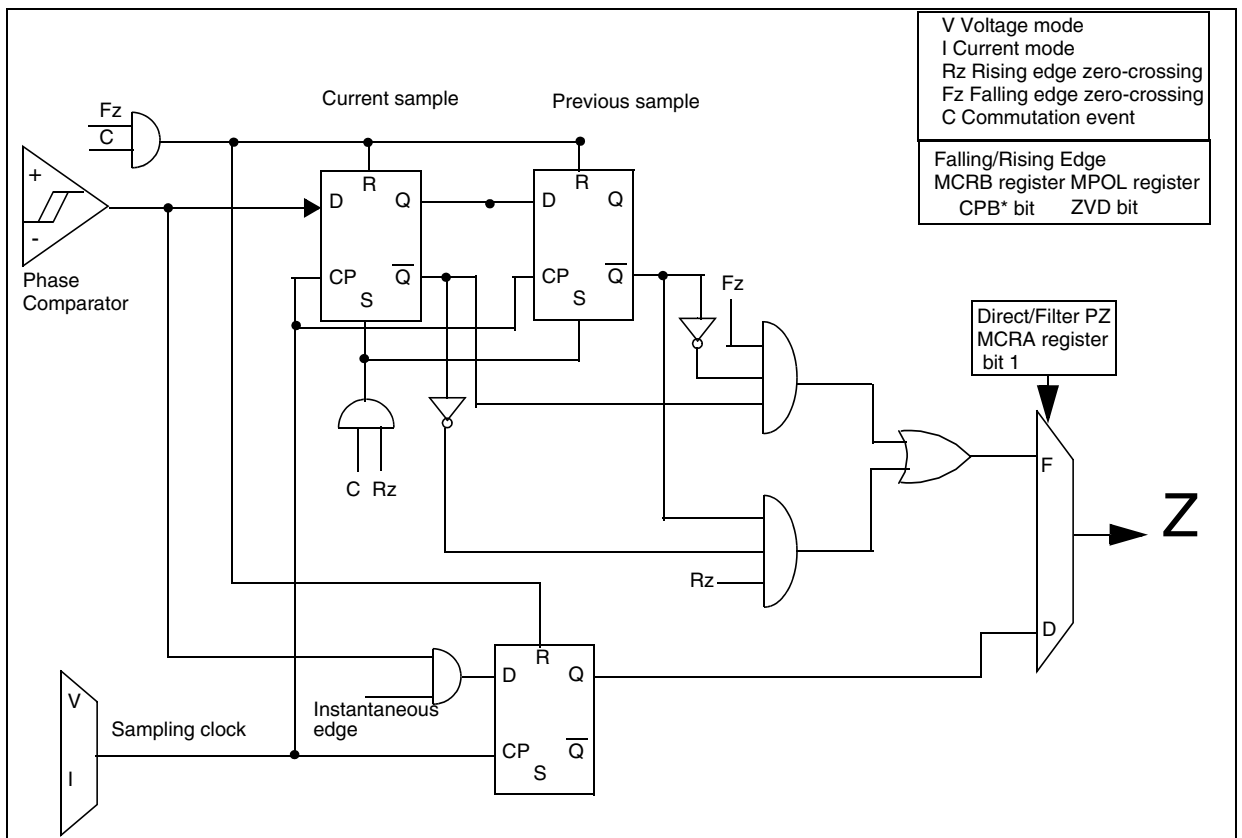 V Voltage mode
I Current mode
Rz Rising edge zero-crossing
Fz Falling edge zero-crossing
C Commutation event
Falling/Rising Edge
MCRB register MPOL register
CPB* bit ZVD bit
Current sample
Previous sample
Fz
C
+
-
Phase
Comparator
R
D Q
CP Q
S
R
D Q
CP Q
S
Fz
Direct/Filter PZ
MCRA register
bit 1
C Rz
F
Z
Rz
D
R
D Q
CP Q
S
Instantaneous
edge
V
Sampling clock
I